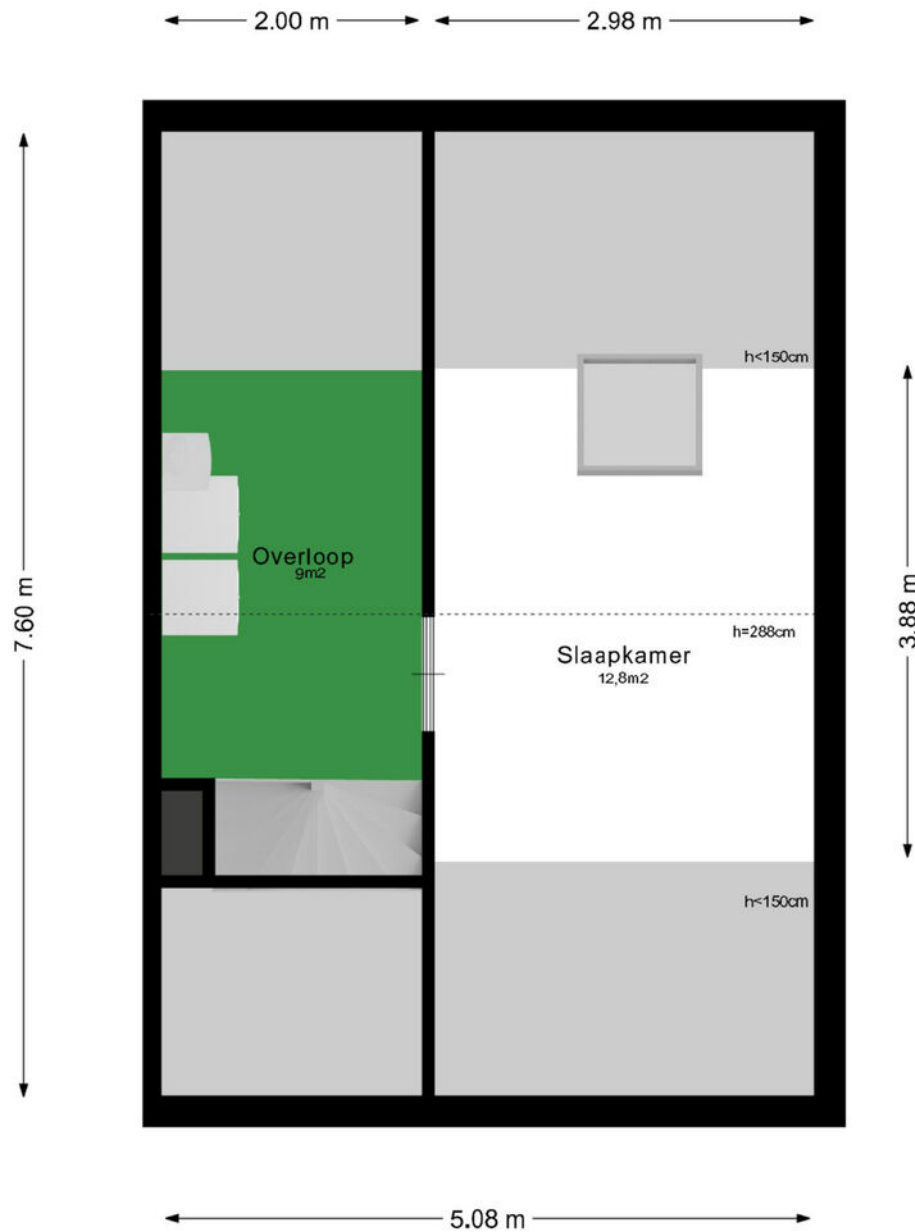 2.00 m
2.98 m
h<150cm
Overloop
9m2
7.60 m
3.88 m
h=288cm
Slaapkamer
12,8m2
h<150cm
5.08 m